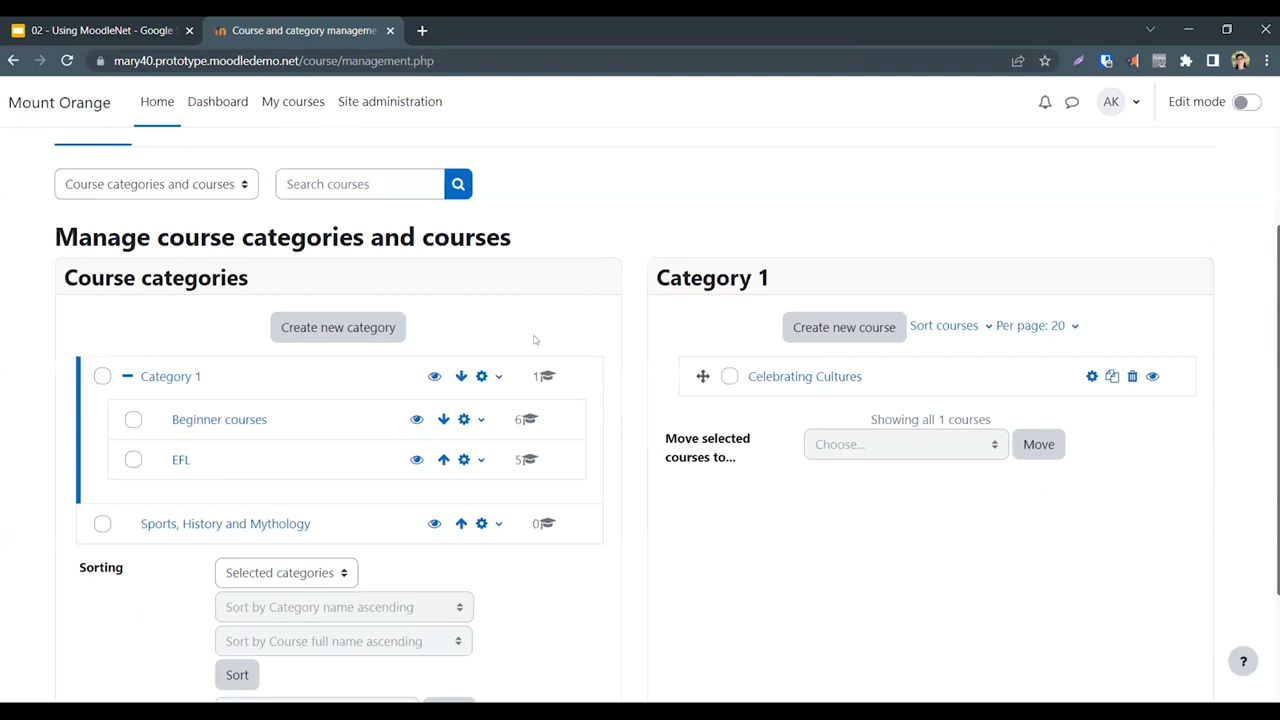 02 - Using MoodleNet - Google
Course and category manageme
mary40.prototype.moodledemo.net/course/management.php
Mount Orange
Home
Dashboard
My courses
Site administration
AK
Edit mode
Course categories and courses
Search courses
Manage course categories and courses
Course categories
Category 1
Create new category
Create new course
Sort courses
Per page: 20
Category 1
1
Celebrating Cultures
Beginner courses
6
Showing all 1 courses
Move selected
courses to...
Choose...
Move
EFL
5
Sports, History and Mythology
0
Sorting
Selected categories
Sort by Category name ascending
Sort by Course full name ascending
Sort
?